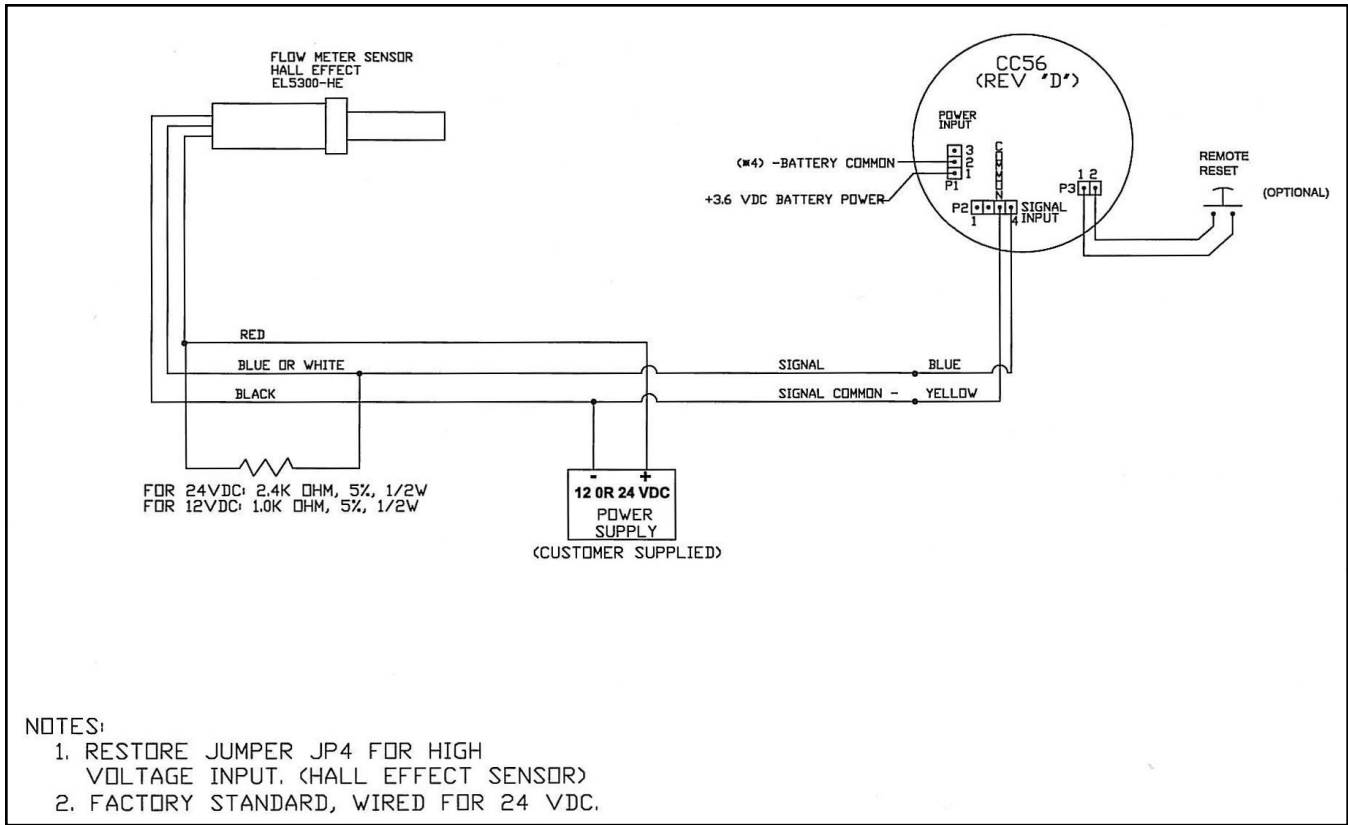 FLOW METER SENSOR
HALL EFFECT
EL5300-HE
CC56
(REV "D")
POWER
INPUT
COMMON
3
2
1
P1
(*4) -BATTERY COMMON
+3.6 VDC BATTERY POWER
P2
1
4
SIGNAL
INPUT
1 2
P3
REMOTE
RESET
(OPTIONAL)
RED
BLUE OR WHITE
SIGNAL
BLUE
BLACK
SIGNAL COMMON -
YELLOW
FOR 24VDC: 2.4K OHM, 5%, 1/2W
FOR 12VDC: 1.0K OHM, 5%, 1/2W
- +
12 0R 24 VDC
POWER
SUPPLY
(CUSTOMER SUPPLIED)
NOTES:
1. RESTORE JUMPER JP4 FOR HIGH
VOLTAGE INPUT. (HALL EFFECT SENSOR)
2. FACTORY STANDARD, WIRED FOR 24 VDC.